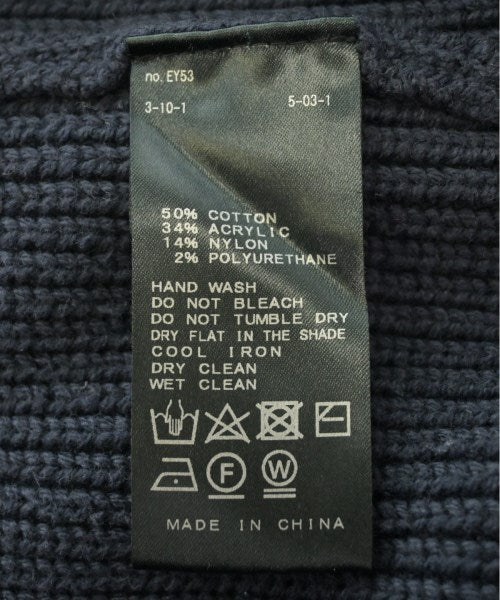 no. EY53
3-10-1 5-03-1
50% COTTON
34% ACRYLIC
14% NYLON
2% POLYURETHANE
HAND WASH
DO NOT BLEACH
DO NOT TUMBLE DRY
DRY FLAT IN THE SHADE
COOL IRON
DRY CLEAN
WET CLEAN
F W
MADE IN CHINA